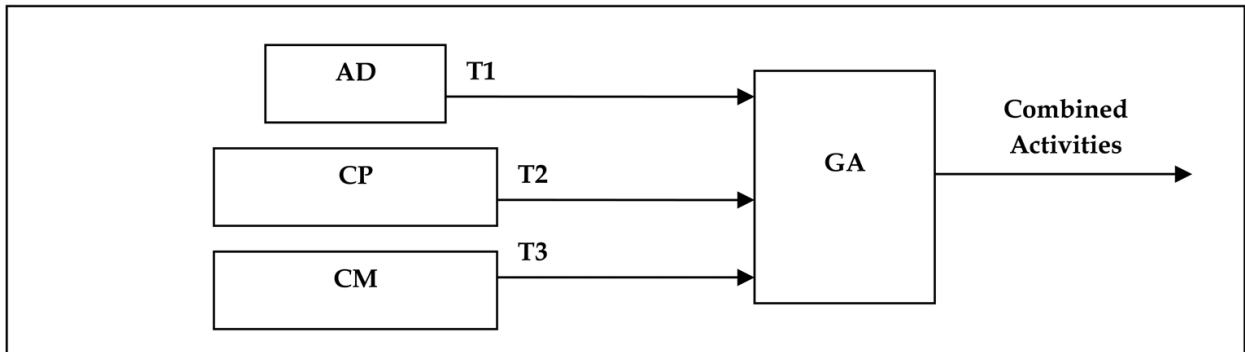 AD
T1
CP
T2
CM
T3
GA
Combined
Activities